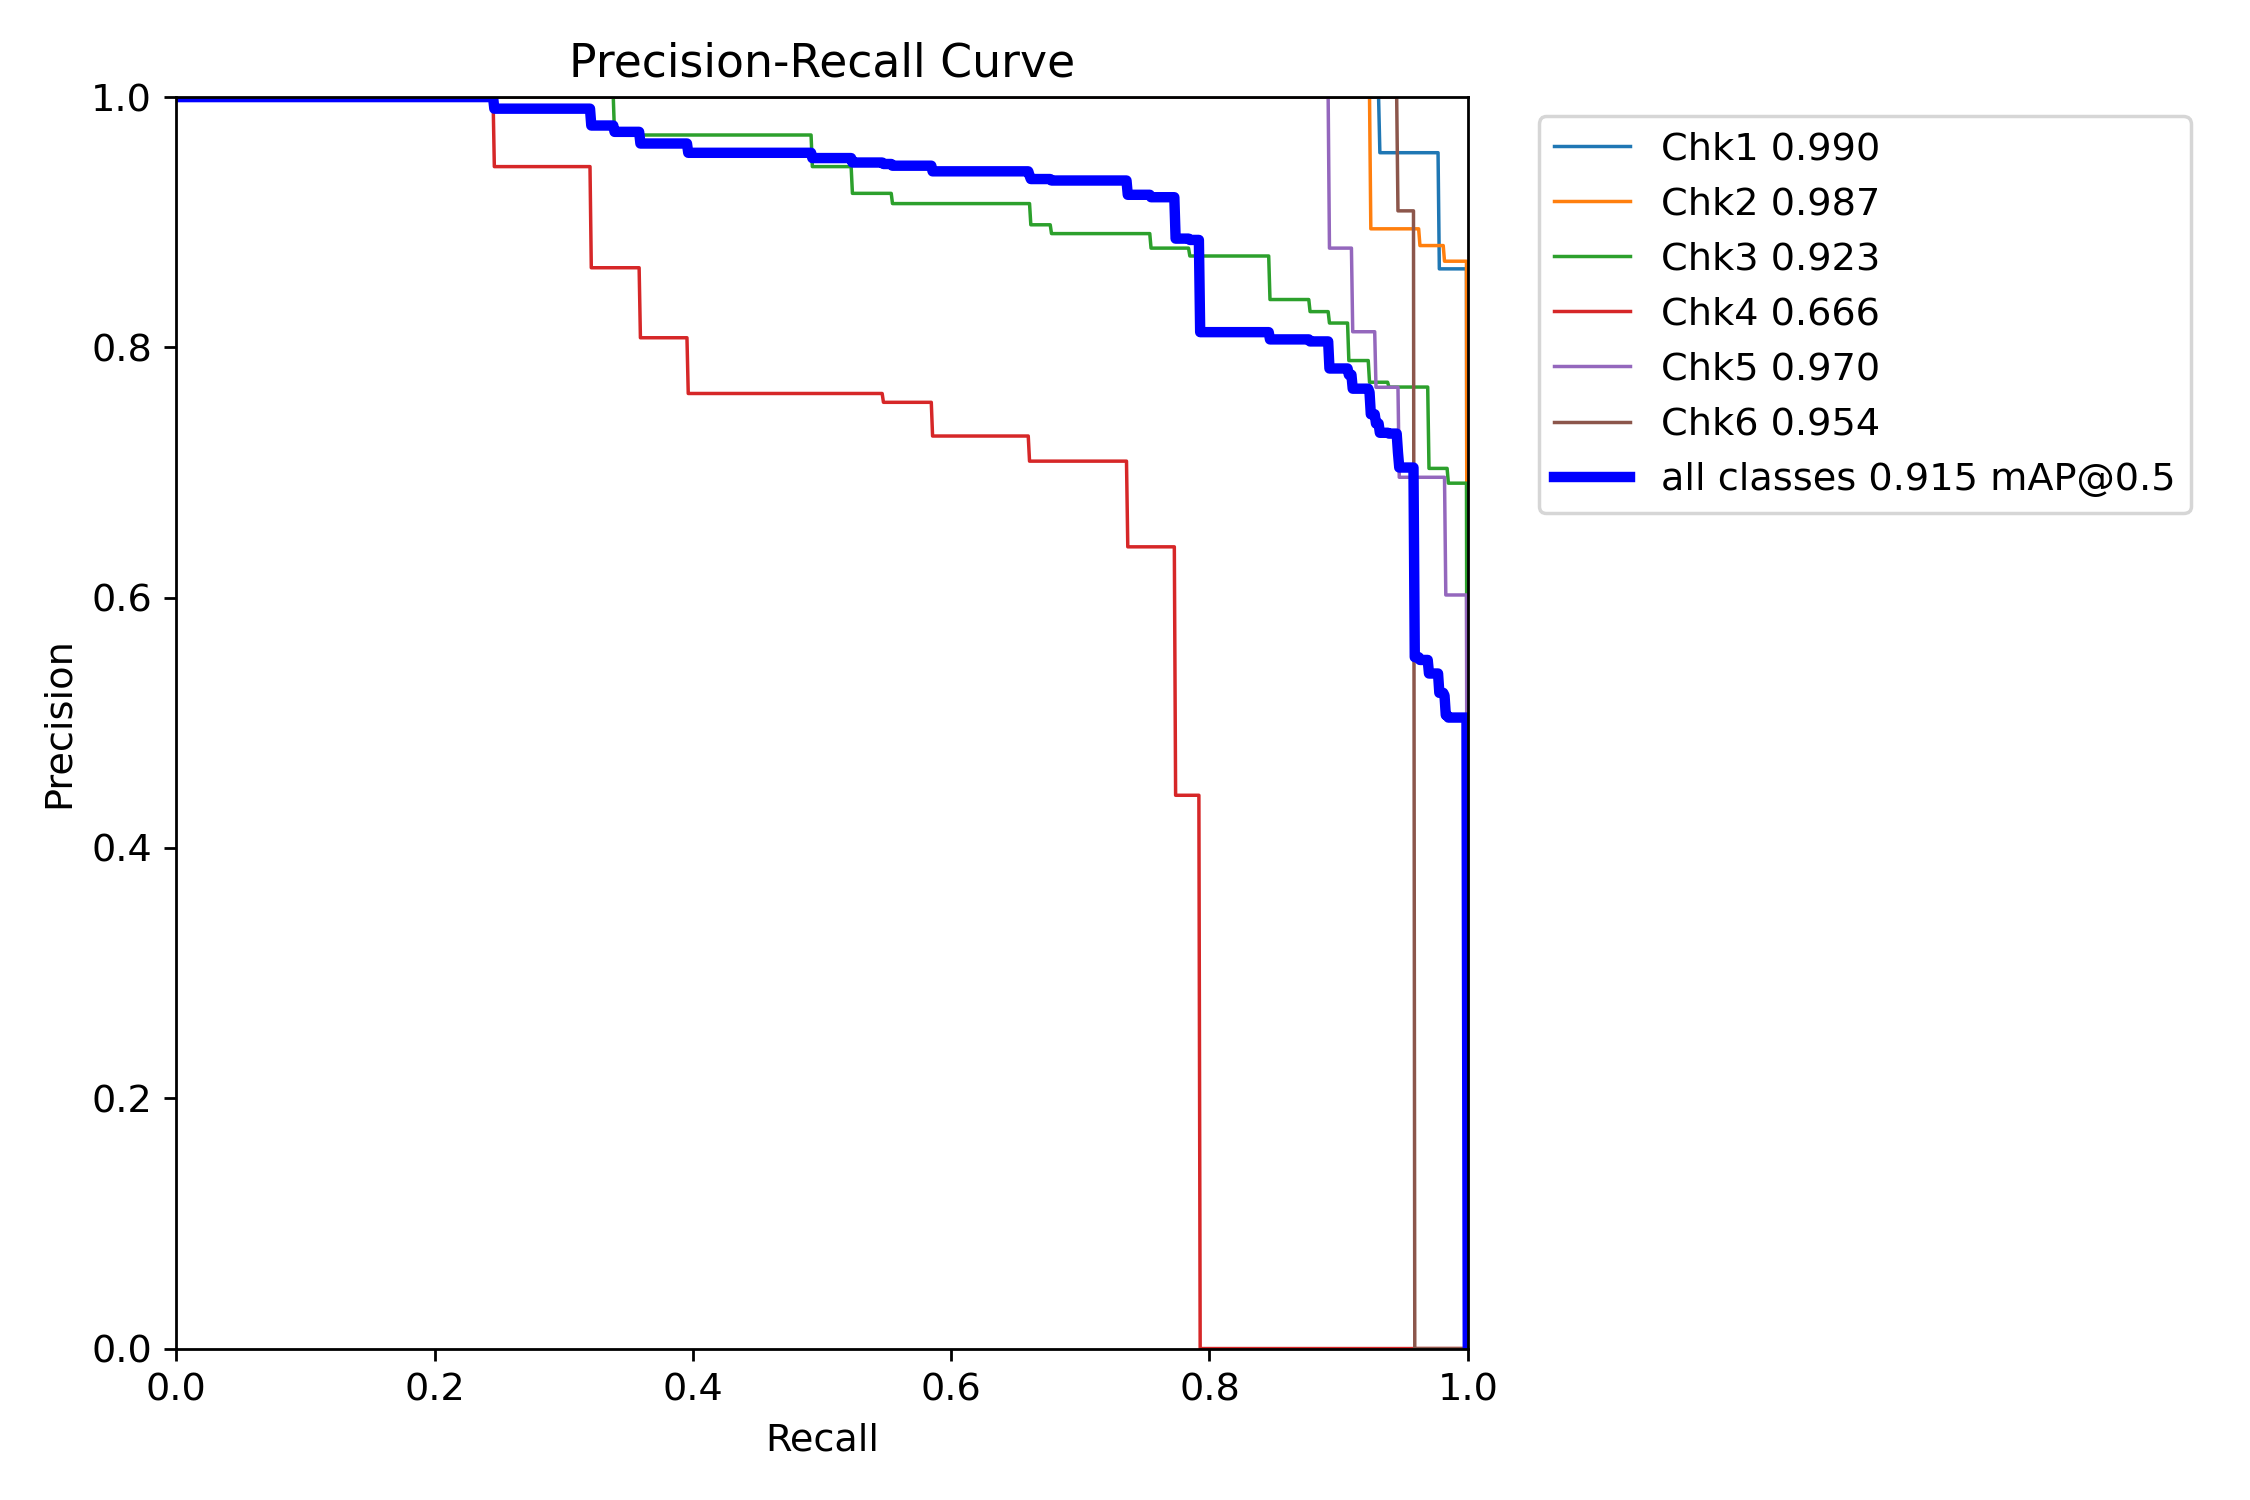 Precision-Recall Curve
1.0
0.8
0.6
0.4
0.2
0.0
Precision
0.0 0.2 0.4 0.6 0.8 1.0
Recall
Chk1 0.990
Chk2 0.987
Chk3 0.923
Chk4 0.666
Chk5 0.970
Chk6 0.954
all classes 0.915 mAP@0.5